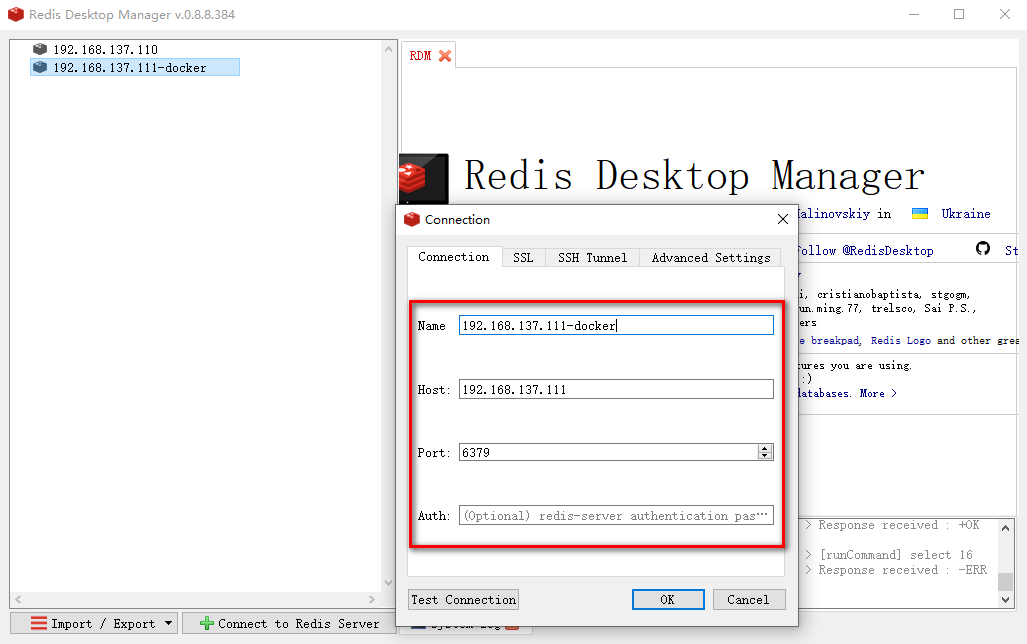 Redis Desktop Manager v.0.8.8.384
192.168.137.110
192.168.137.111-docker
RDM
Redis Desktop Manager
alinovskiy in Ukraine
Connection
Connection SSL SSH Tunnel Advanced Settings
ollow @RedisDesktop St
i, cristianobaptista, stgogm,
un.ming.77, trelsco, Sai P.S.,
ers
e breakpad, Redis Logo and other grea
tures you are using.
:)
atabases. More >
Name 192.168.137.111-docker
Host: 192.168.137.111
Port: 6379
Auth: (Optional) redis-server authentication pas…
> Response received : +OK
> [runCommand] select 16
> Response received : -ERR
Test Connection OK Cancel
Import / Export Connect to Redis Server